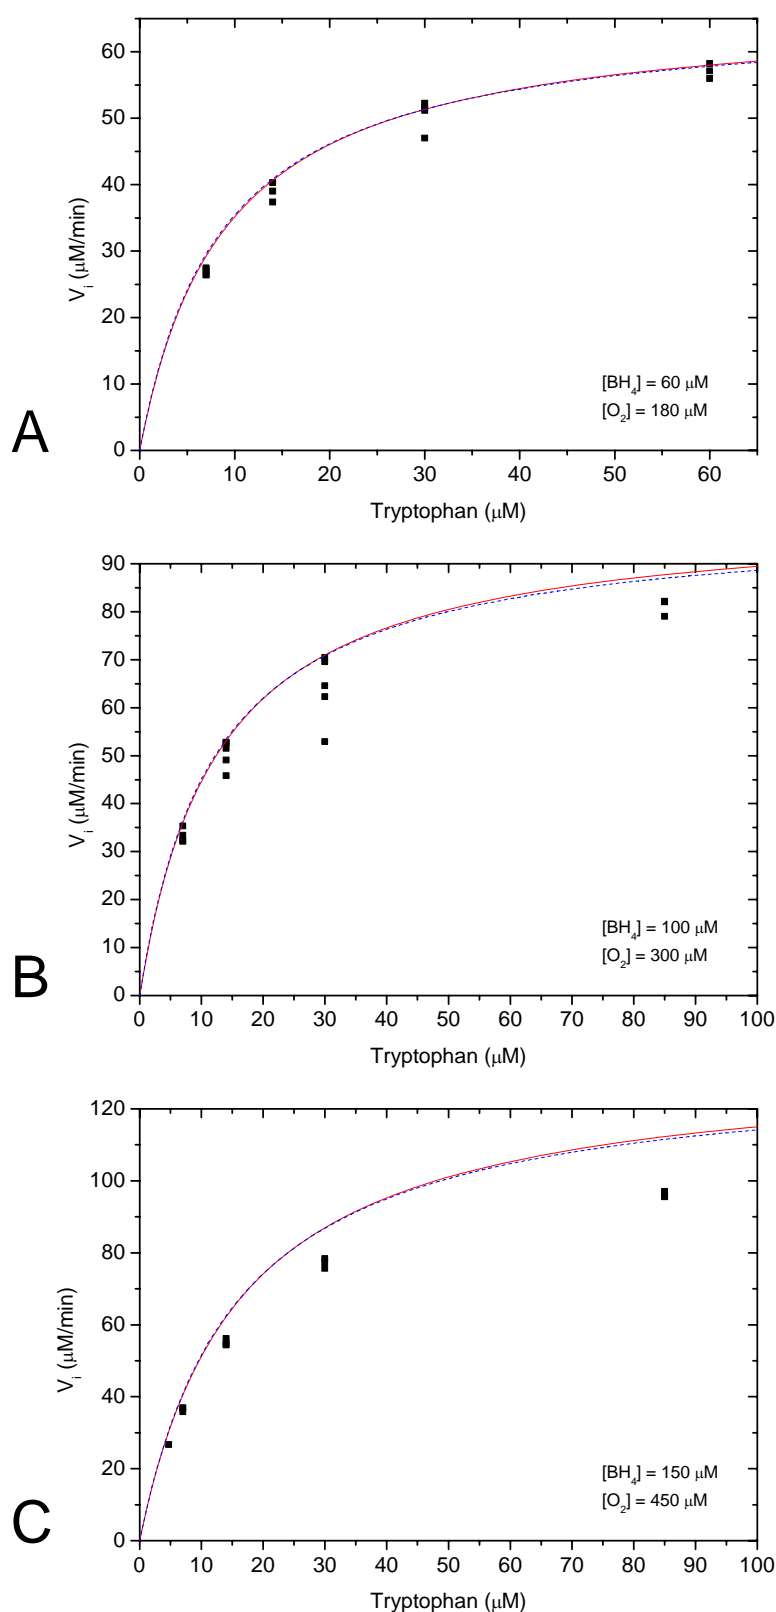 60
50
40
30
20
10
0
V_i (μM/min)
[BH_4] = 60 μM
[O_2] = 180 μM
A
0 10 20 30 40 50 60
Tryptophan (μM)
90
80
70
60
50
40
30
20
10
0
V_i (μM/min)
[BH_4] = 100 μM
[O_2] = 300 μM
B
0 10 20 30 40 50 60 70 80 90 100
Tryptophan (μM)
120
100
80
60
40
20
0
V_i (μM/min)
[BH_4] = 150 μM
[O_2] = 450 μM
C
0 10 20 30 40 50 60 70 80 90 100
Tryptophan (μM)